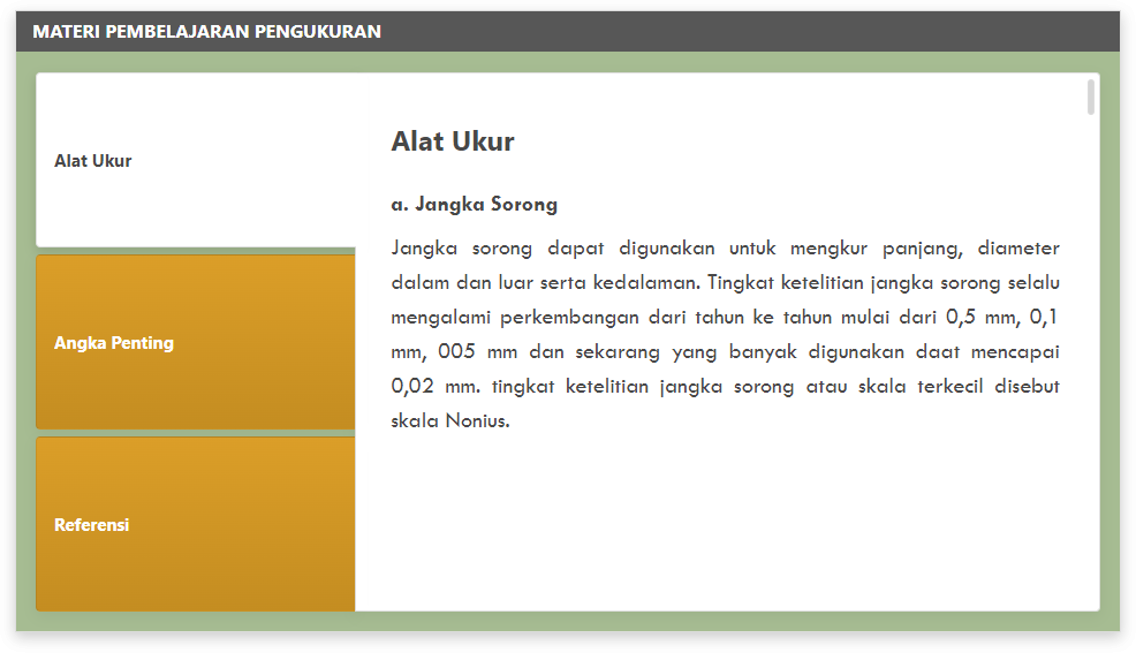 MATERI PEMBELAJARAN PENGUKURAN
Alat Ukur
Angka Penting
Referensi
Alat Ukur
a. Jangka Sorong
Jangka sorong dapat digunakan untuk mengkur panjang, diameter
dalam dan luar serta kedalaman. Tingkat ketelitian jangka sorong selalu
mengalami perkembangan dari tahun ke tahun mulai dari 0,5 mm, 0,1
mm, 005 mm dan sekarang yang banyak digunakan daat mencapai
0,02 mm. tingkat ketelitian jangka sorong atau skala terkecil disebut
skala Nonius.